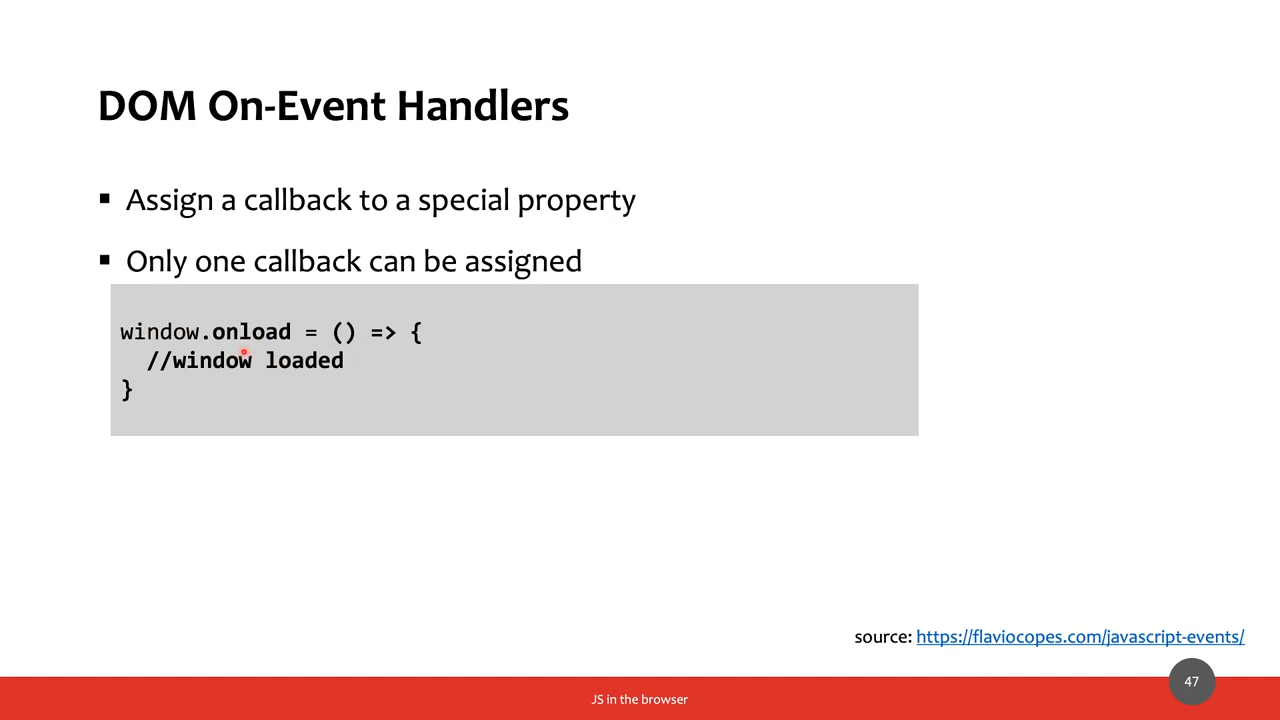 DOM On-Event Handlers
▪ Assign a callback to a special property
▪ Only one callback can be assigned
window.onload = () => {
  //window loaded
}
source: https://flaviocopes.com/javascript-events/
47
JS in the browser